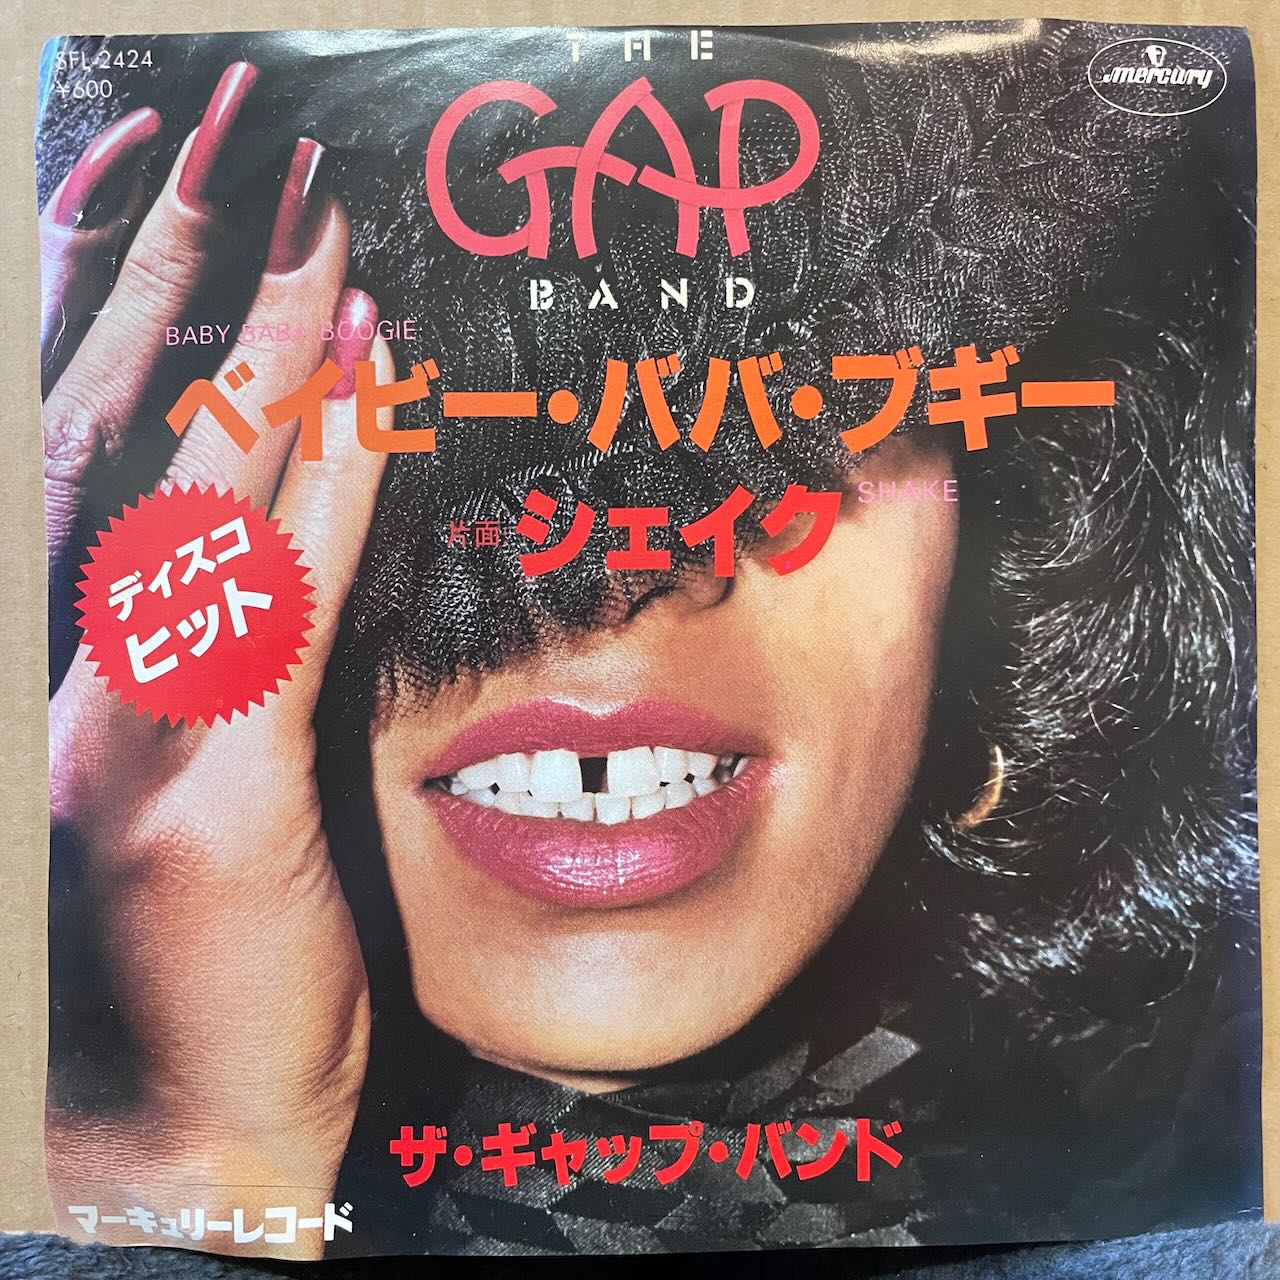 SFL-2424
¥600
THE
GAP
BAND
mercury
BABY BABA BOOGIE
ベイビー・ババ・ブギー
片面 シェイク SHAKE
ディスコ
ヒット
ザ・ギャップ・バンド
マーキュリーレコード